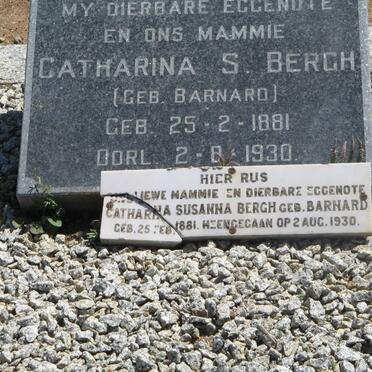 MY DIERBARE EGGENOTE
EN ONS MAMMIE
CATHARINA S. BERGH
(GEB. BARNARD)
GEB. 25-2-1881
OORL. 2-8-1930
HIER RUS
LIEWE MAMMIE EN DIERBARE EGGENOTE
CATHARINA SUSANNA BERGH GEB. BARNARD
GEB. 25 FEB 1881. HEENGEGAAN OP 2 AUG. 1930.